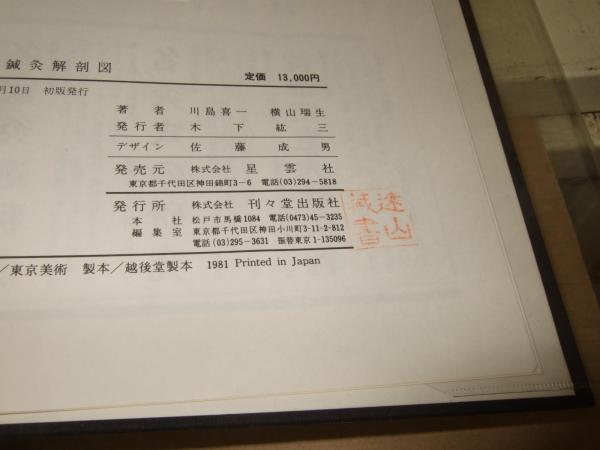 鍼灸解剖図
定価 13,000円
月10日 初版発行
著者 川島喜一 横山瑞生
発行者 木下紘三
デザイン 佐藤成男
発売元 株式会社 星雲社
東京都千代田区神田錦町3-6 電話(03)294-5818
発行所 株式会社 刊々堂出版社
本社 松戸市馬橋1084 電話(0473)45-3235
編集室 東京都千代田区神田小川町3-11-2-812
電話(03)295-3631 振替東京1-135096
/東京美術 製本/越後堂製本 1981 Printed in Japan
遠山
蔵書